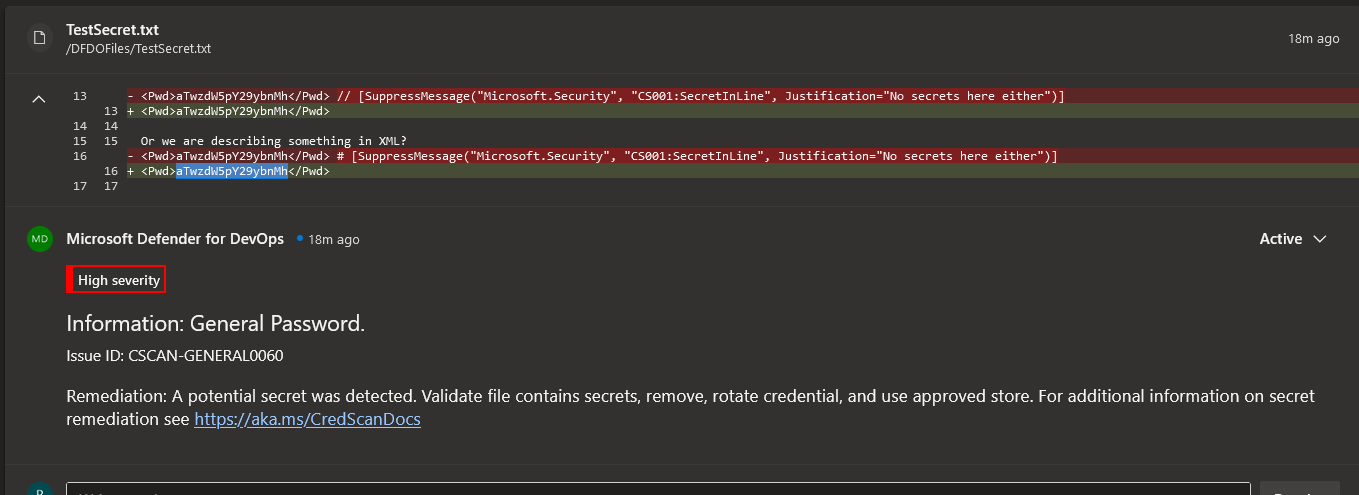 TestSecret.txt
/DFDOFiles/TestSecret.txt
18m ago
13 - <Pwd>aTwzdW5pY29ybnMh</Pwd> // [SuppressMessage("Microsoft.Security", "CS001:SecretInLine", Justification="No secrets here either")]
13 + <Pwd>aTwzdW5pY29ybnMh</Pwd>
14 14
15 15 Or we are describing something in XML?
16 - <Pwd>aTwzdW5pY29ybnMh</Pwd> # [SuppressMessage("Microsoft.Security", "CS001:SecretInLine", Justification="No secrets here either")]
16 + <Pwd>aTwzdW5pY29ybnMh</Pwd>
17 17
MD Microsoft Defender for DevOps 18m ago
Active
High severity
Information: General Password.
Issue ID: CSCAN-GENERAL0060
Remediation: A potential secret was detected. Validate file contains secrets, remove, rotate credential, and use approved store. For additional information on secret
remediation see https://aka.ms/CredScanDocs